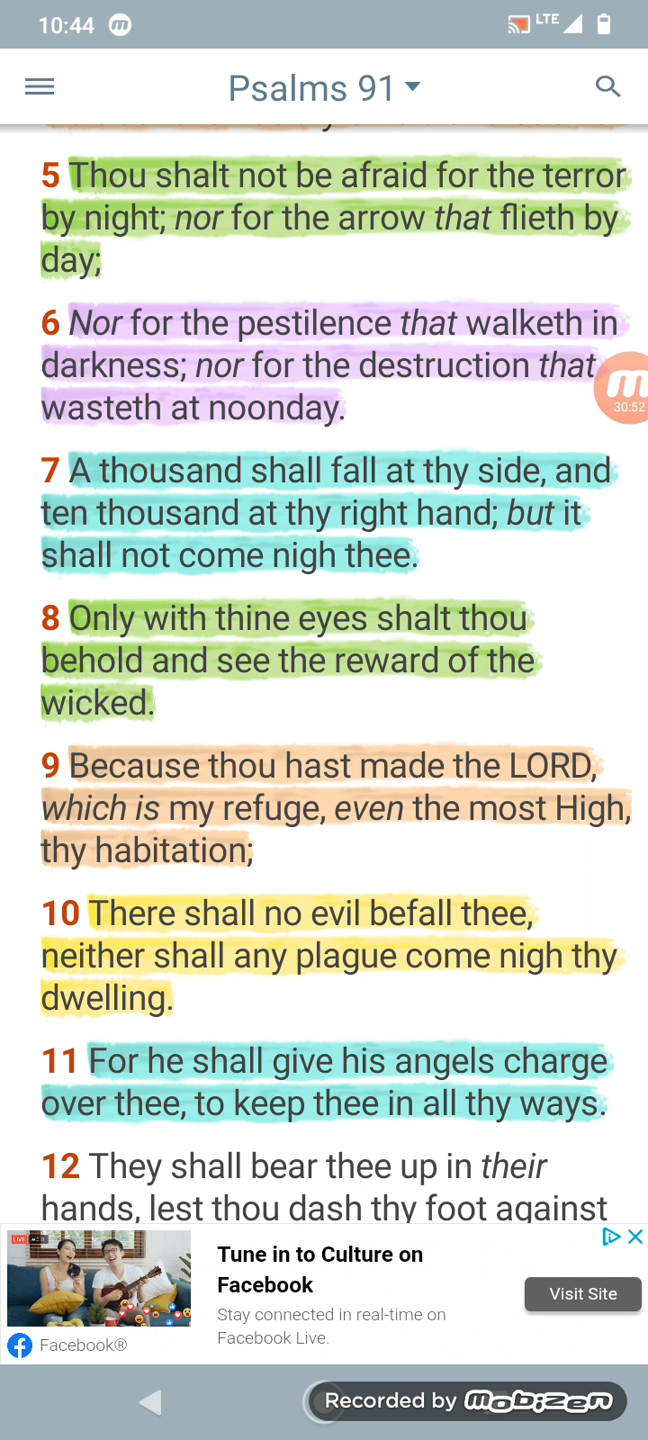 10:44
LTE
Psalms 91
5 Thou shalt not be afraid for the terror
by night; nor for the arrow that flieth by
day;
6 Nor for the pestilence that walketh in
darkness; nor for the destruction that
wasteth at noonday.
30:52
7 A thousand shall fall at thy side, and
ten thousand at thy right hand; but it
shall not come nigh thee.
8 Only with thine eyes shalt thou
behold and see the reward of the
wicked.
9 Because thou hast made the LORD,
which is my refuge, even the most High,
thy habitation;
10 There shall no evil befall thee,
neither shall any plague come nigh thy
dwelling.
11 For he shall give his angels charge
over thee, to keep thee in all thy ways.
12 They shall bear thee up in their
hands, lest thou dash thy foot against
LIVE
Tune in to Culture on
Facebook
Stay connected in real-time on
Facebook Live.
Visit Site
Facebook®
Recorded by mobizen